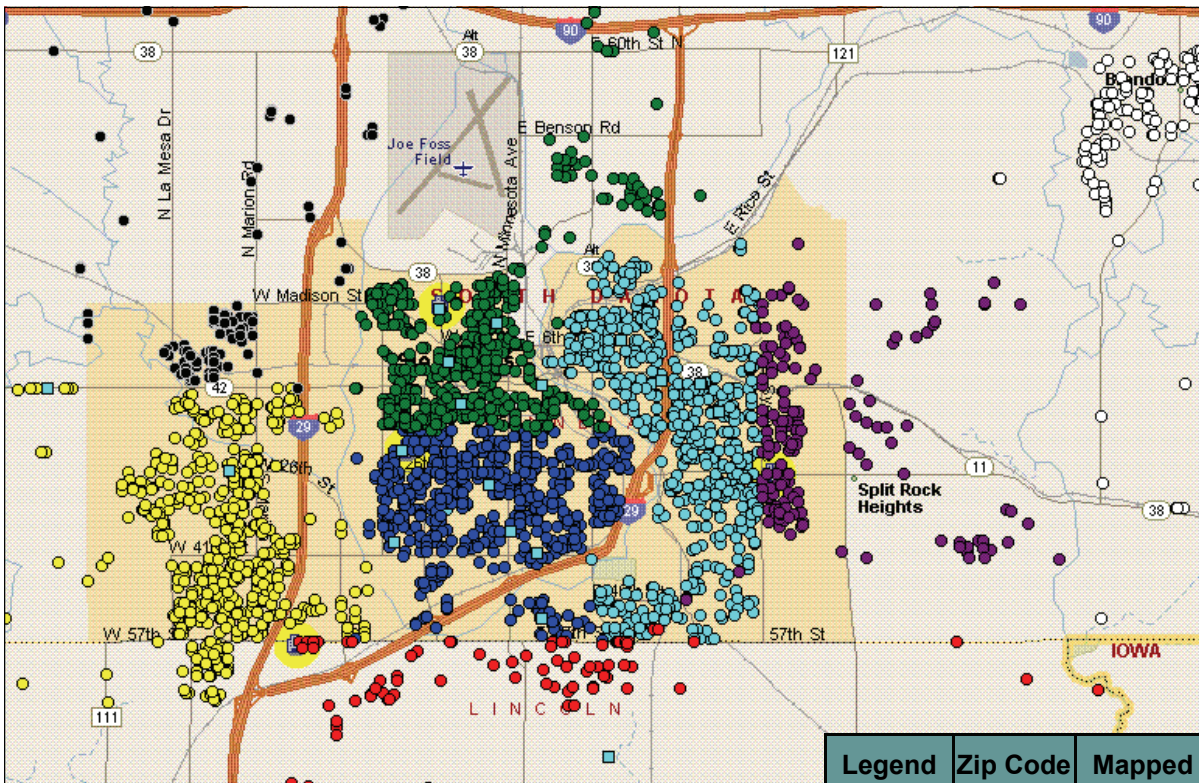 90
90
E 60th St N
Alt
38
38
121
Brando
N La Mesa Dr
E Benson Rd
Joe Foss
Field
N Minnesota Ave
N Marion Rd
E Rice St
Alt
38
W Madison St
SOUTH DAKOTA
E 6th
38
42
29
W 26th St
11
Split Rock
Heights
38
29
W 41
W 57th
57th St
IOWA
LINCOLN
111
Legend Zip Code Mapped